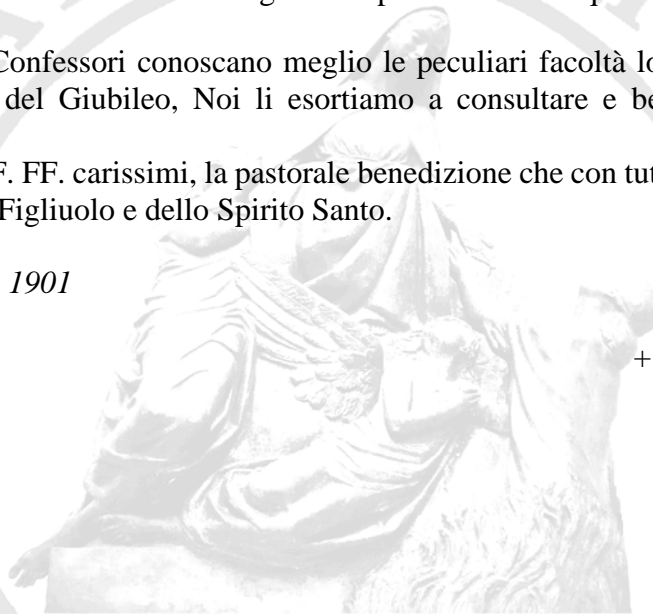 Confessori conoscano meglio le peculiari facoltà lo
del Giubileo, Noi li esortiamo a consultare e be
F. FF. carissimi, la pastorale benedizione che con tut
Figliuolo e dello Spirito Santo.
1901
+